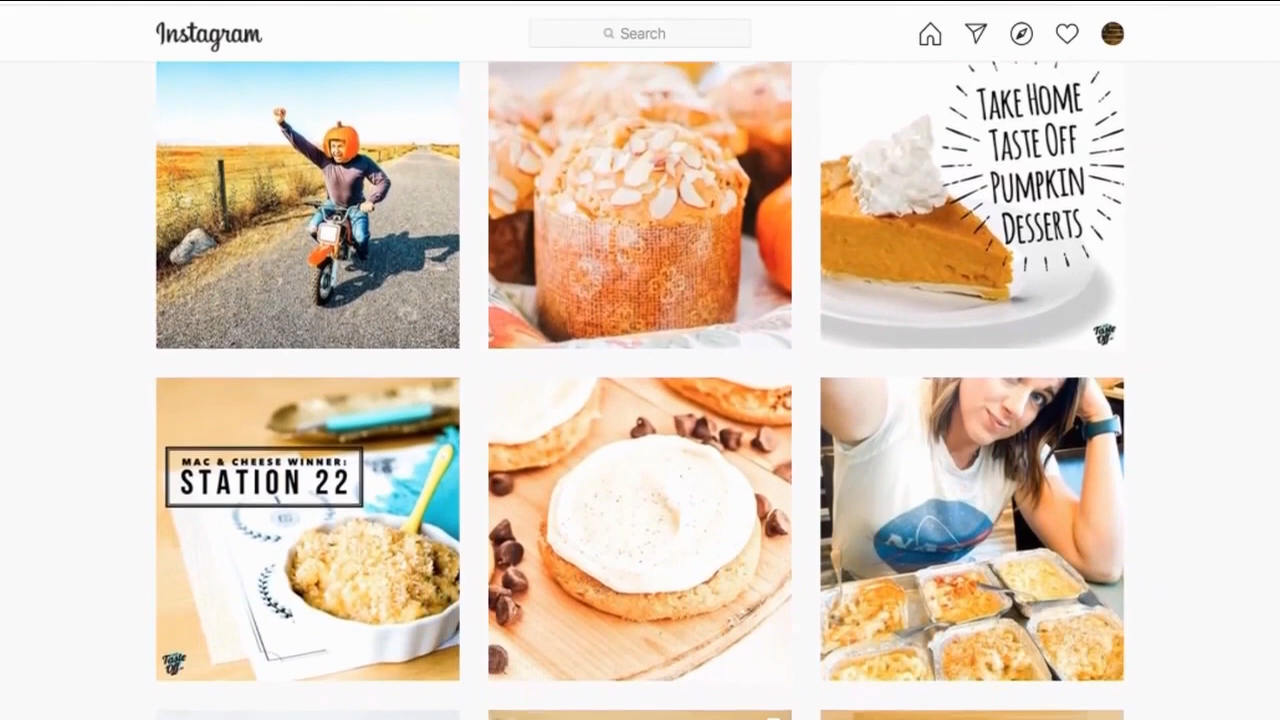 Instagram
Search
TAKE HOME
TASTE OFF
PUMPKIN
DESSERTS
Taste
Off
MAC & CHEESE WINNER:
STATION 22
Taste
Off